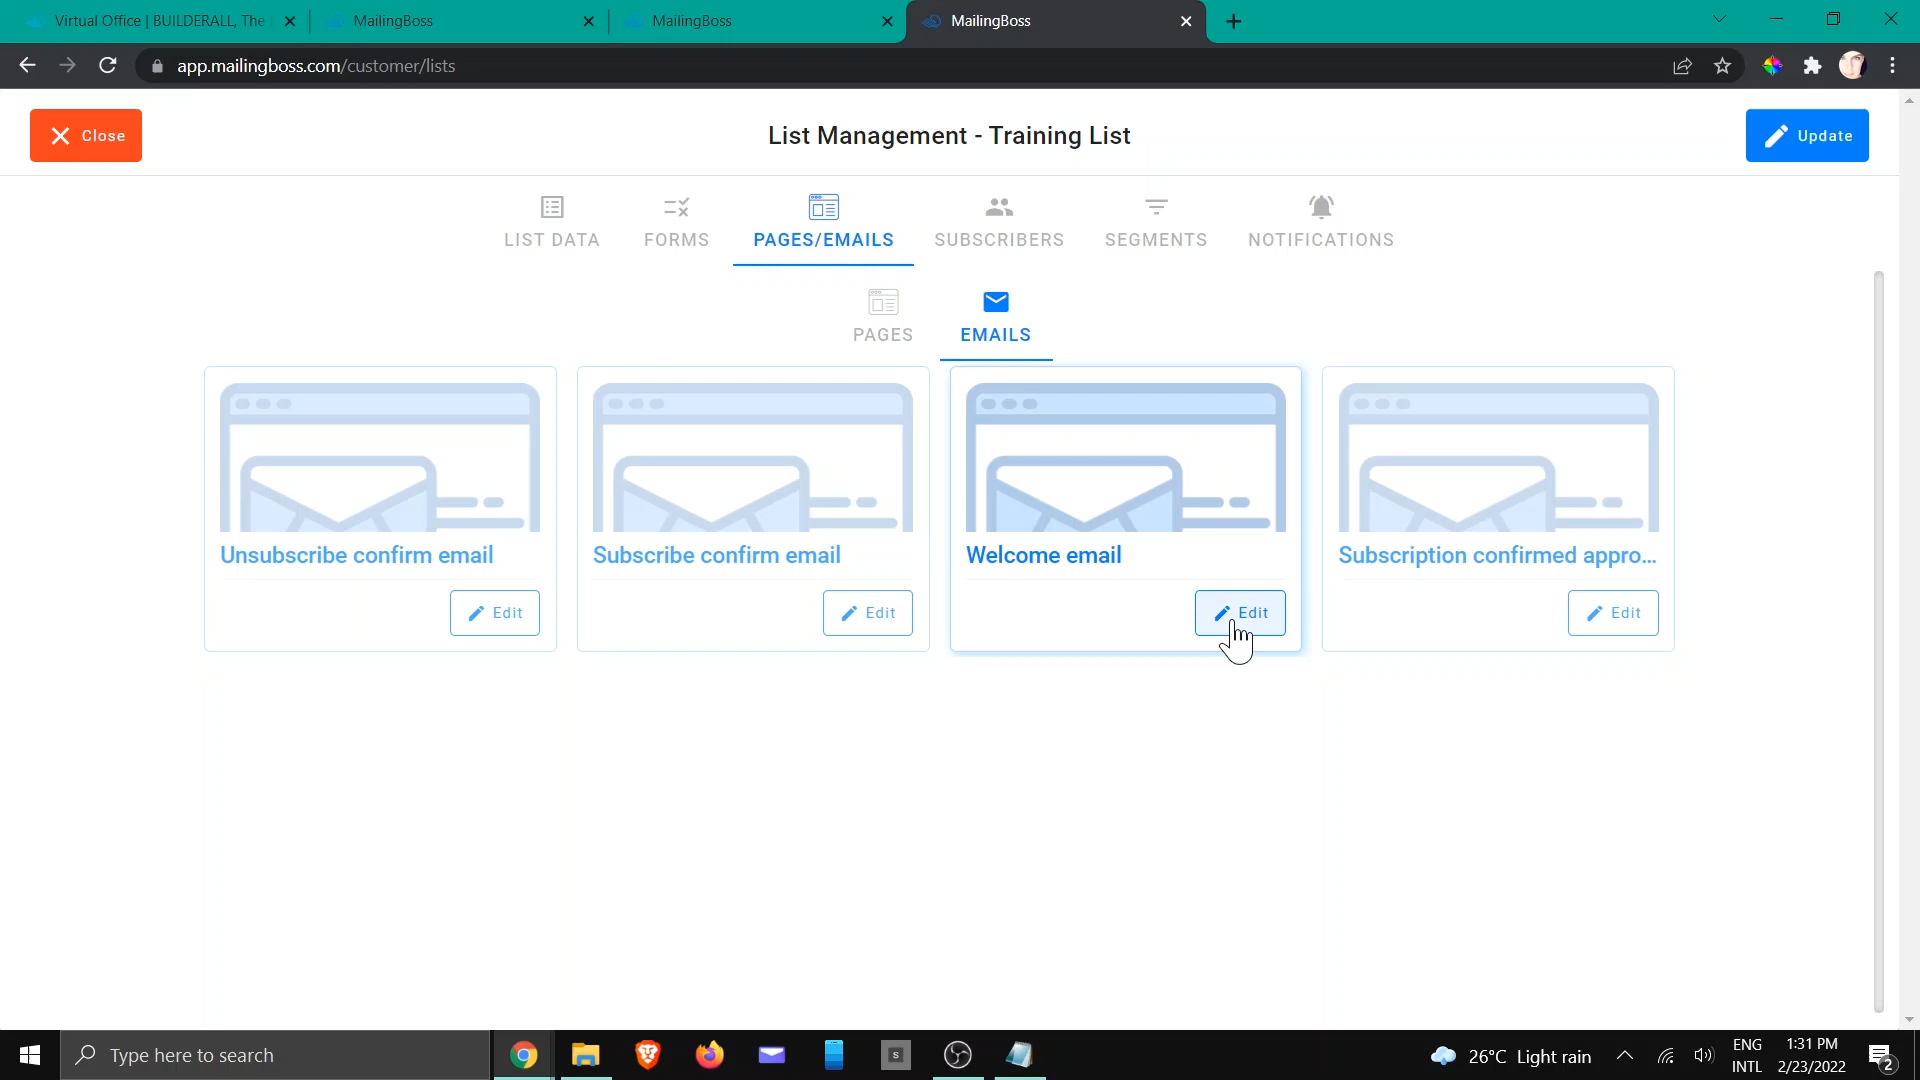 Virtual Office | BUILDERALL, The
MailingBoss
MailingBoss
MailingBoss
app.mailingboss.com/customer/lists
Close
List Management - Training List
Update
LIST DATA
FORMS
PAGES/EMAILS
SUBSCRIBERS
SEGMENTS
NOTIFICATIONS
PAGES
EMAILS
Unsubscribe confirm email
Subscribe confirm email
Welcome email
Subscription confirmed appro...
Edit
Edit
Edit
Edit
Type here to search
S
26°C Light rain
ENG
INTL
1:31 PM
2/23/2022
2